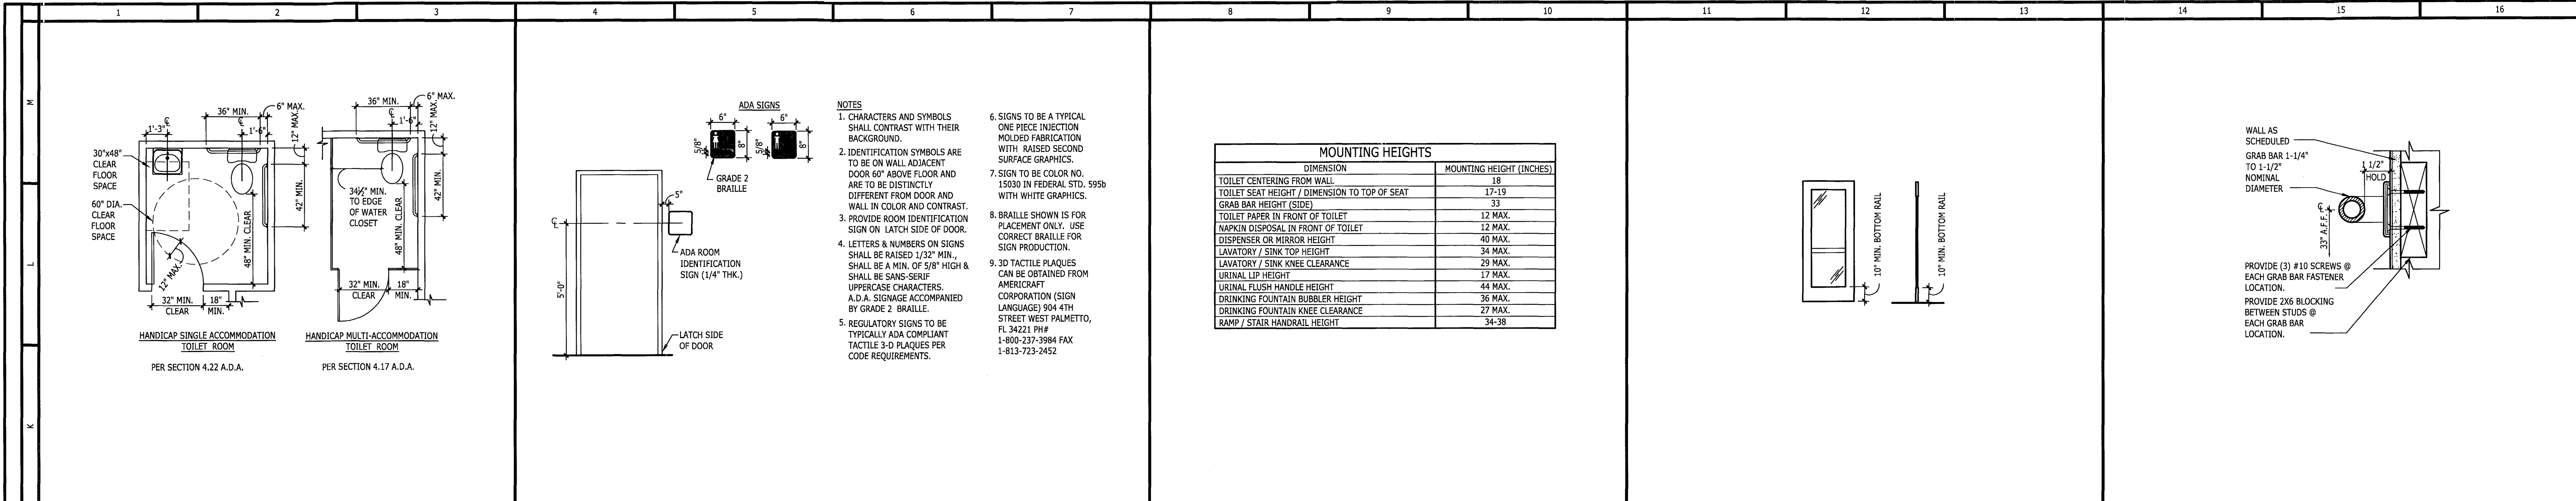 1 2 3 4 5 6 7 8 9 10 11 12 13 14 15 16
M
L
K
36" MIN.
6" MAX.
1'-3"
℄
℄
1'-6"
12" MAX.
30"x48"
CLEAR
FLOOR
SPACE
60" DIA.
CLEAR
FLOOR
SPACE
42" MIN.
48" MIN. CLEAR
12" MAX.
32" MIN.
CLEAR
18"
MIN.
HANDICAP SINGLE ACCOMMODATION
TOILET ROOM
PER SECTION 4.22 A.D.A.
36" MIN.
6" MAX.
℄
1'-6"
12" MAX.
34½" MIN.
TO EDGE
OF WATER
CLOSET
48" MIN. CLEAR
42" MIN.
32" MIN.
CLEAR
18"
MIN.
HANDICAP MULTI-ACCOMMODATION
TOILET ROOM
PER SECTION 4.17 A.D.A.
℄
5'-0"
5"
ADA ROOM
IDENTIFICATION
SIGN (1/4" THK.)
LATCH SIDE
OF DOOR
ADA SIGNS
6"
6"
5/8"
8"
5/8"
8"
GRADE 2
BRAILLE
NOTES
1. CHARACTERS AND SYMBOLS
SHALL CONTRAST WITH THEIR
BACKGROUND.
2. IDENTIFICATION SYMBOLS ARE
TO BE ON WALL ADJACENT
DOOR 60" ABOVE FLOOR AND
ARE TO BE DISTINCTLY
DIFFERENT FROM DOOR AND
WALL IN COLOR AND CONTRAST.
3. PROVIDE ROOM IDENTIFICATION
SIGN ON LATCH SIDE OF DOOR.
4. LETTERS & NUMBERS ON SIGNS
SHALL BE RAISED 1/32" MIN.,
SHALL BE A MIN. OF 5/8" HIGH &
SHALL BE SANS-SERIF
UPPERCASE CHARACTERS.
A.D.A. SIGNAGE ACCOMPANIED
BY GRADE 2 BRAILLE.
5. REGULATORY SIGNS TO BE
TYPICALLY ADA COMPLIANT
TACTILE 3-D PLAQUES PER
CODE REQUIREMENTS.
6. SIGNS TO BE A TYPICAL
ONE PIECE INJECTION
MOLDED FABRICATION
WITH RAISED SECOND
SURFACE GRAPHICS.
7. SIGN TO BE COLOR NO.
15030 IN FEDERAL STD. 595b
WITH WHITE GRAPHICS.
8. BRAILLE SHOWN IS FOR
PLACEMENT ONLY. USE
CORRECT BRAILLE FOR
SIGN PRODUCTION.
9. 3D TACTILE PLAQUES
CAN BE OBTAINED FROM
AMERICRAFT
CORPORATION (SIGN
LANGUAGE) 904 4TH
STREET WEST PALMETTO,
FL 34221 PH#
1-800-237-3984 FAX
1-813-723-2452
MOUNTING HEIGHTS
DIMENSION MOUNTING HEIGHT (INCHES)
TOILET CENTERING FROM WALL 18
TOILET SEAT HEIGHT / DIMENSION TO TOP OF SEAT 17-19
GRAB BAR HEIGHT (SIDE) 33
TOILET PAPER IN FRONT OF TOILET 12 MAX.
NAPKIN DISPOSAL IN FRONT OF TOILET 12 MAX.
DISPENSER OR MIRROR HEIGHT 40 MAX.
LAVATORY / SINK TOP HEIGHT 34 MAX.
LAVATORY / SINK KNEE CLEARANCE 29 MAX.
URINAL LIP HEIGHT 17 MAX.
URINAL FLUSH HANDLE HEIGHT 44 MAX.
DRINKING FOUNTAIN BUBBLER HEIGHT 36 MAX.
DRINKING FOUNTAIN KNEE CLEARANCE 27 MAX.
RAMP / STAIR HANDRAIL HEIGHT 34-38
10" MIN. BOTTOM RAIL
10" MIN. BOTTOM RAIL
WALL AS
SCHEDULED
GRAB BAR 1-1/4"
TO 1-1/2"
NOMINAL
DIAMETER
1 1/2"
HOLD
℄
33" A.F.F.
PROVIDE (3) #10 SCREWS @
EACH GRAB BAR FASTENER
LOCATION.
PROVIDE 2X6 BLOCKING
BETWEEN STUDS @
EACH GRAB BAR
LOCATION.